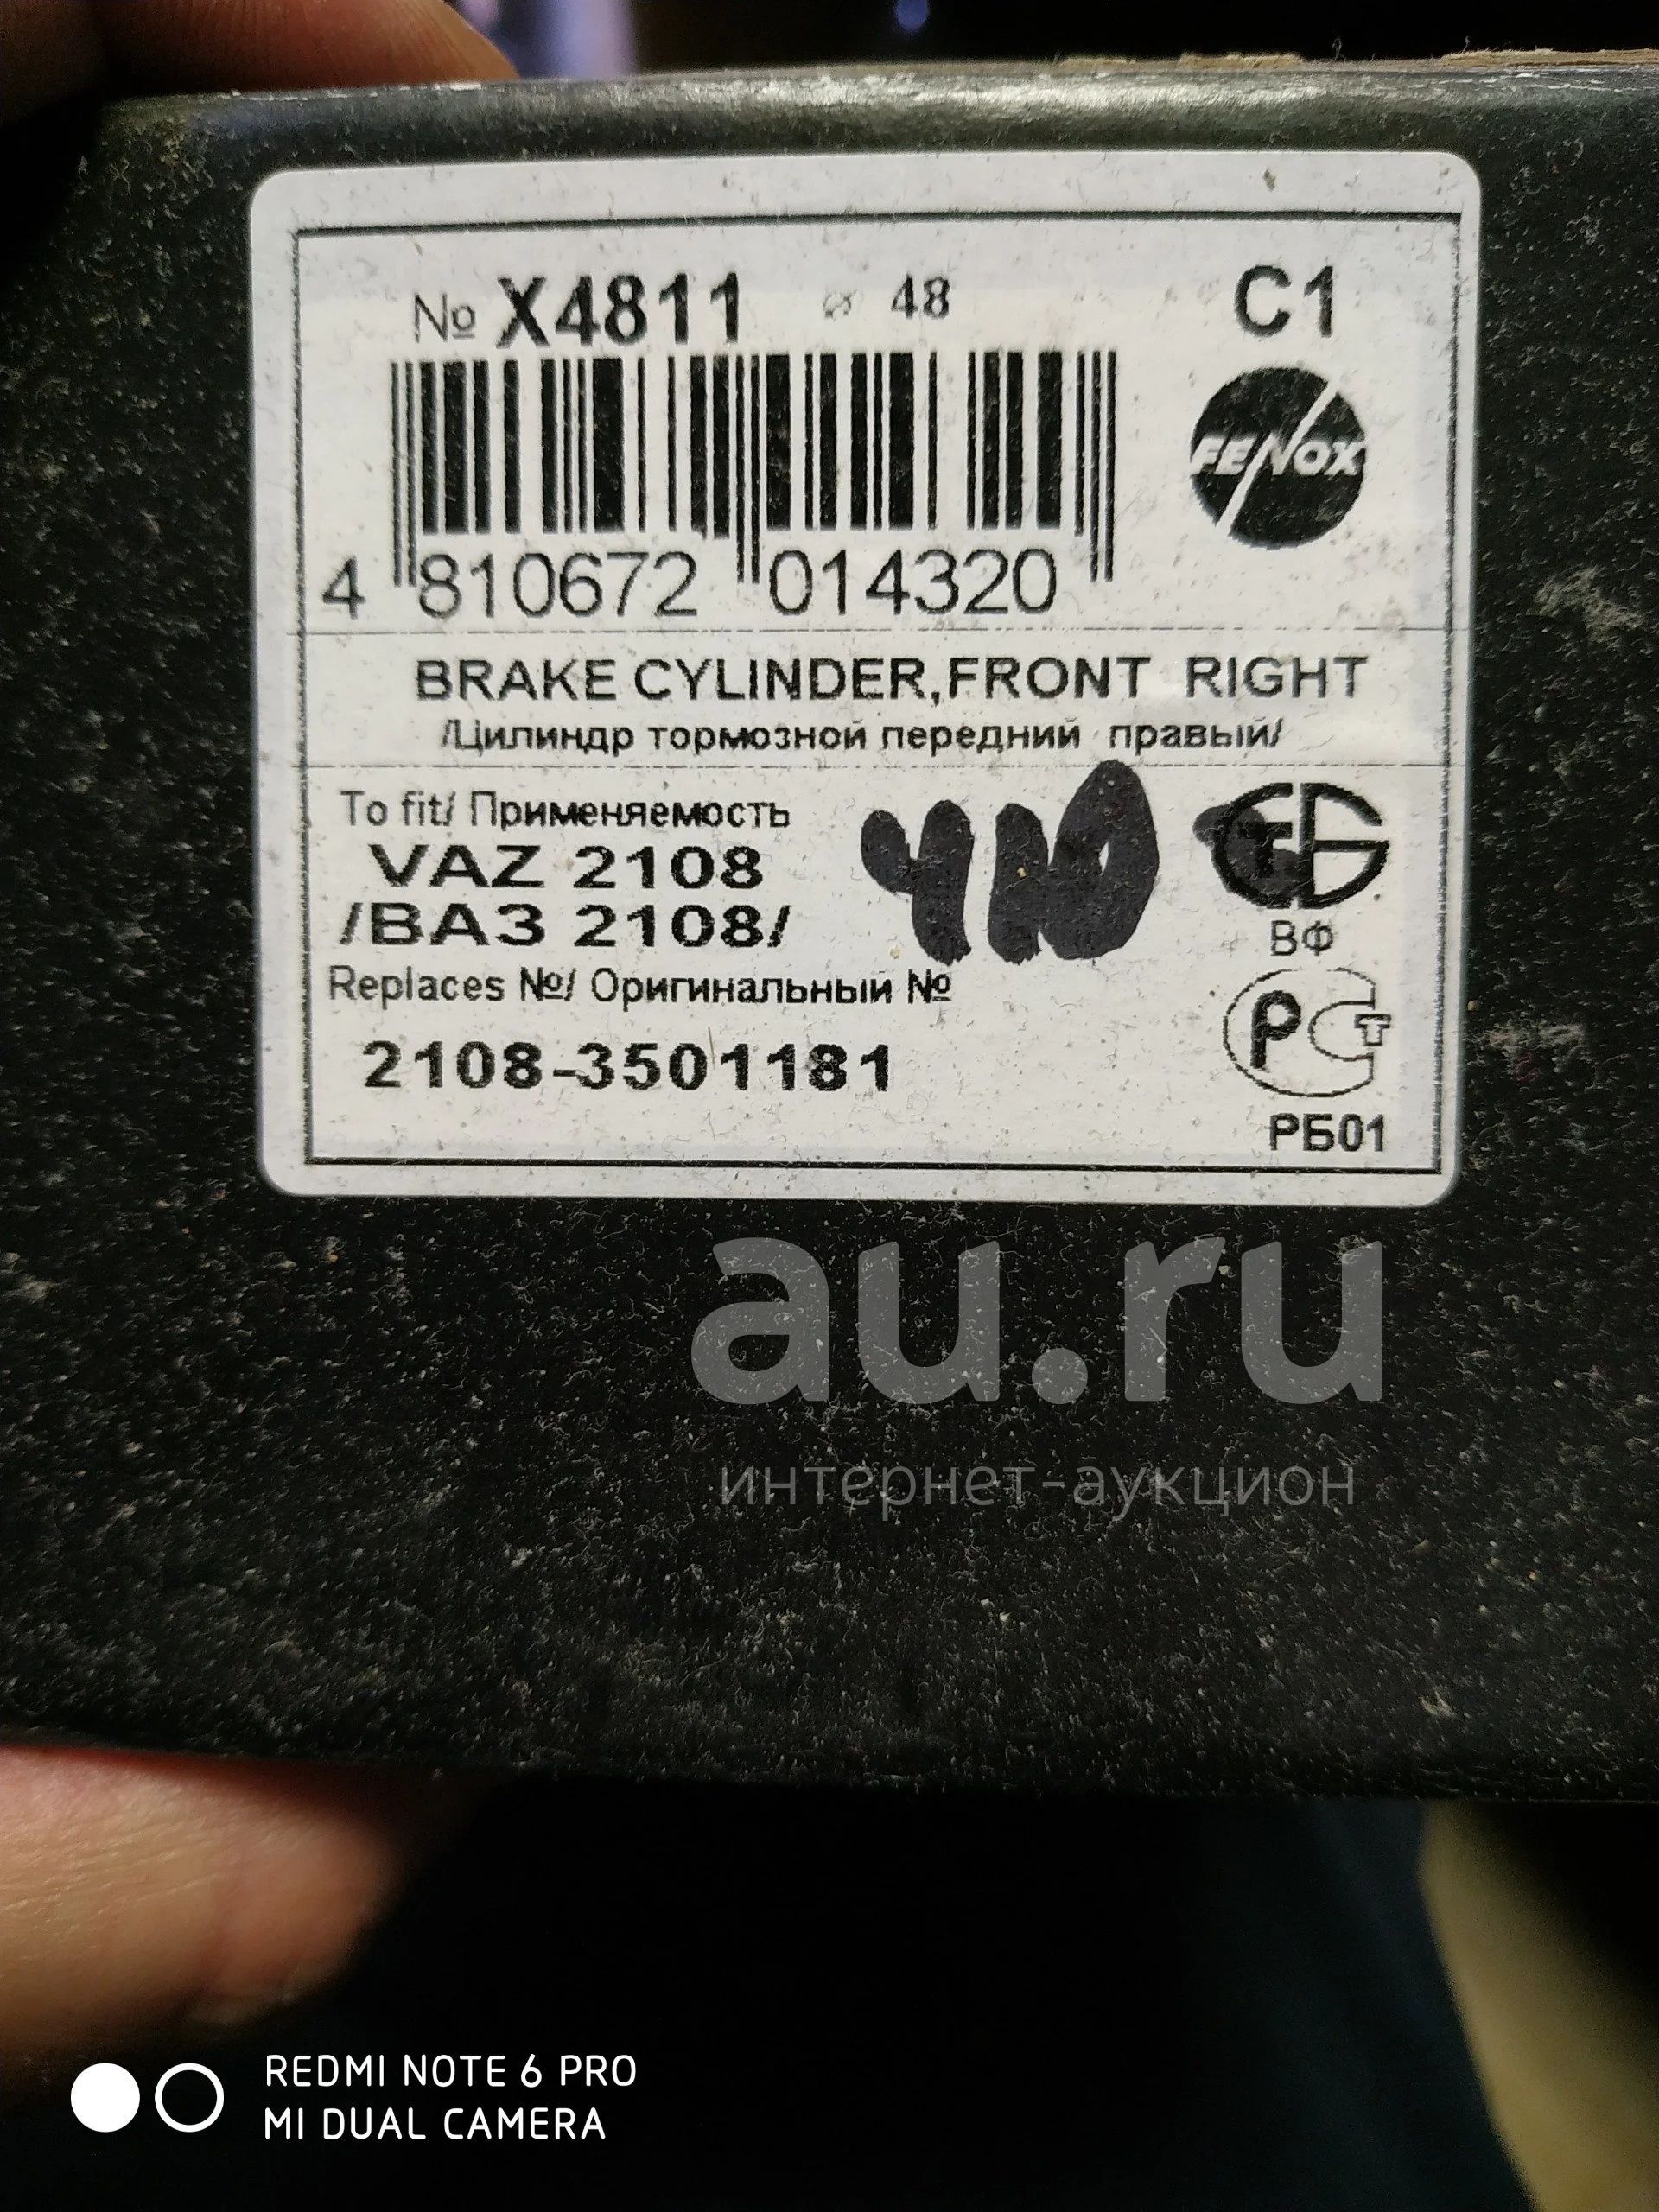 № X4811 ⌀ 48 C1
FENOX
4 810672 014320
BRAKE CYLINDER,FRONT RIGHT
/Цилиндр тормозной передний правый/
To fit/ Применяемость
VAZ 2108
/ВАЗ 2108/
410
ВФ
Replaces №/ Оригинальный №
2108-3501181
РСТ
РБ01
au.ru
интернет-аукцион
REDMI NOTE 6 PRO
MI DUAL CAMERA